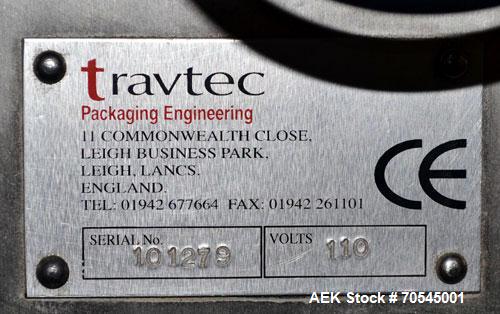 travtec
Packaging Engineering
11 COMMONWEALTH CLOSE,
LEIGH BUSINESS PARK,
LEIGH, LANCS.
ENGLAND.
TEL: 01942 677664 FAX: 01942 261101
CE
SERIAL No. 101279 VOLTS 110
AEK Stock # 70545001